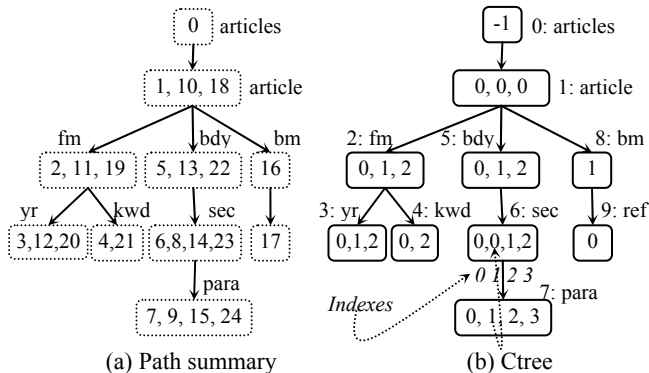 0 articles
1, 10, 18 article
fm bdy bm
2, 11, 19 5, 13, 22 16
yr kwd sec
3,12,20 4,21 6,8,14,23 17
para
7, 9, 15, 24
(a) Path summary
-1 0: articles
0, 0, 0 1: article
2: fm 5: bdy 8: bm
0, 1, 2 0, 1, 2 1
3: yr 4: kwd 6: sec 9: ref
0,1,2 0, 2 0,0,1,2 0
0 1 2 3
Indexes 7: para
0, 1, 2, 3
(b) Ctree